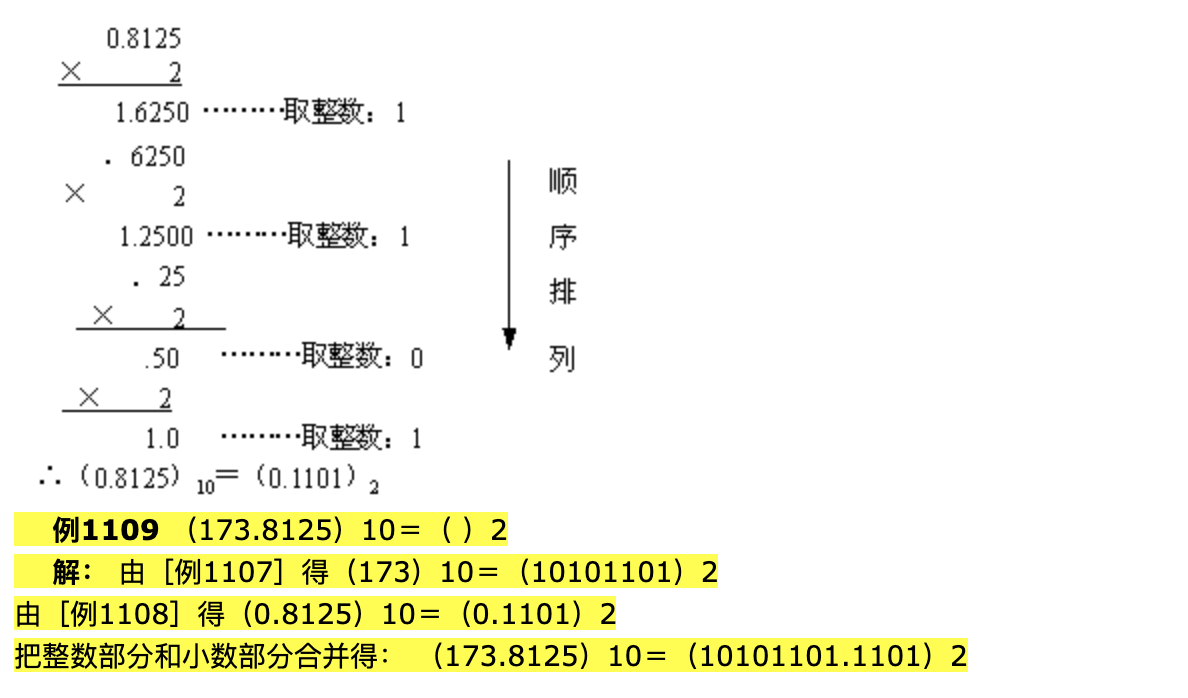 0.8125
× 2
1.6250 ………取整数：1
. 6250
× 2
1.2500 ………取整数：1
. 25
× 2
.50 ………取整数：0
× 2
1.0 ………取整数：1
顺
序
排
列
∴（0.8125）10＝（0.1101）2
例1109 （173.8125）10＝（ ）2
解： 由［例1107］得（173）10＝（10101101）2
由［例1108］得（0.8125）10＝（0.1101）2
把整数部分和小数部分合并得： （173.8125）10＝（10101101.1101）2